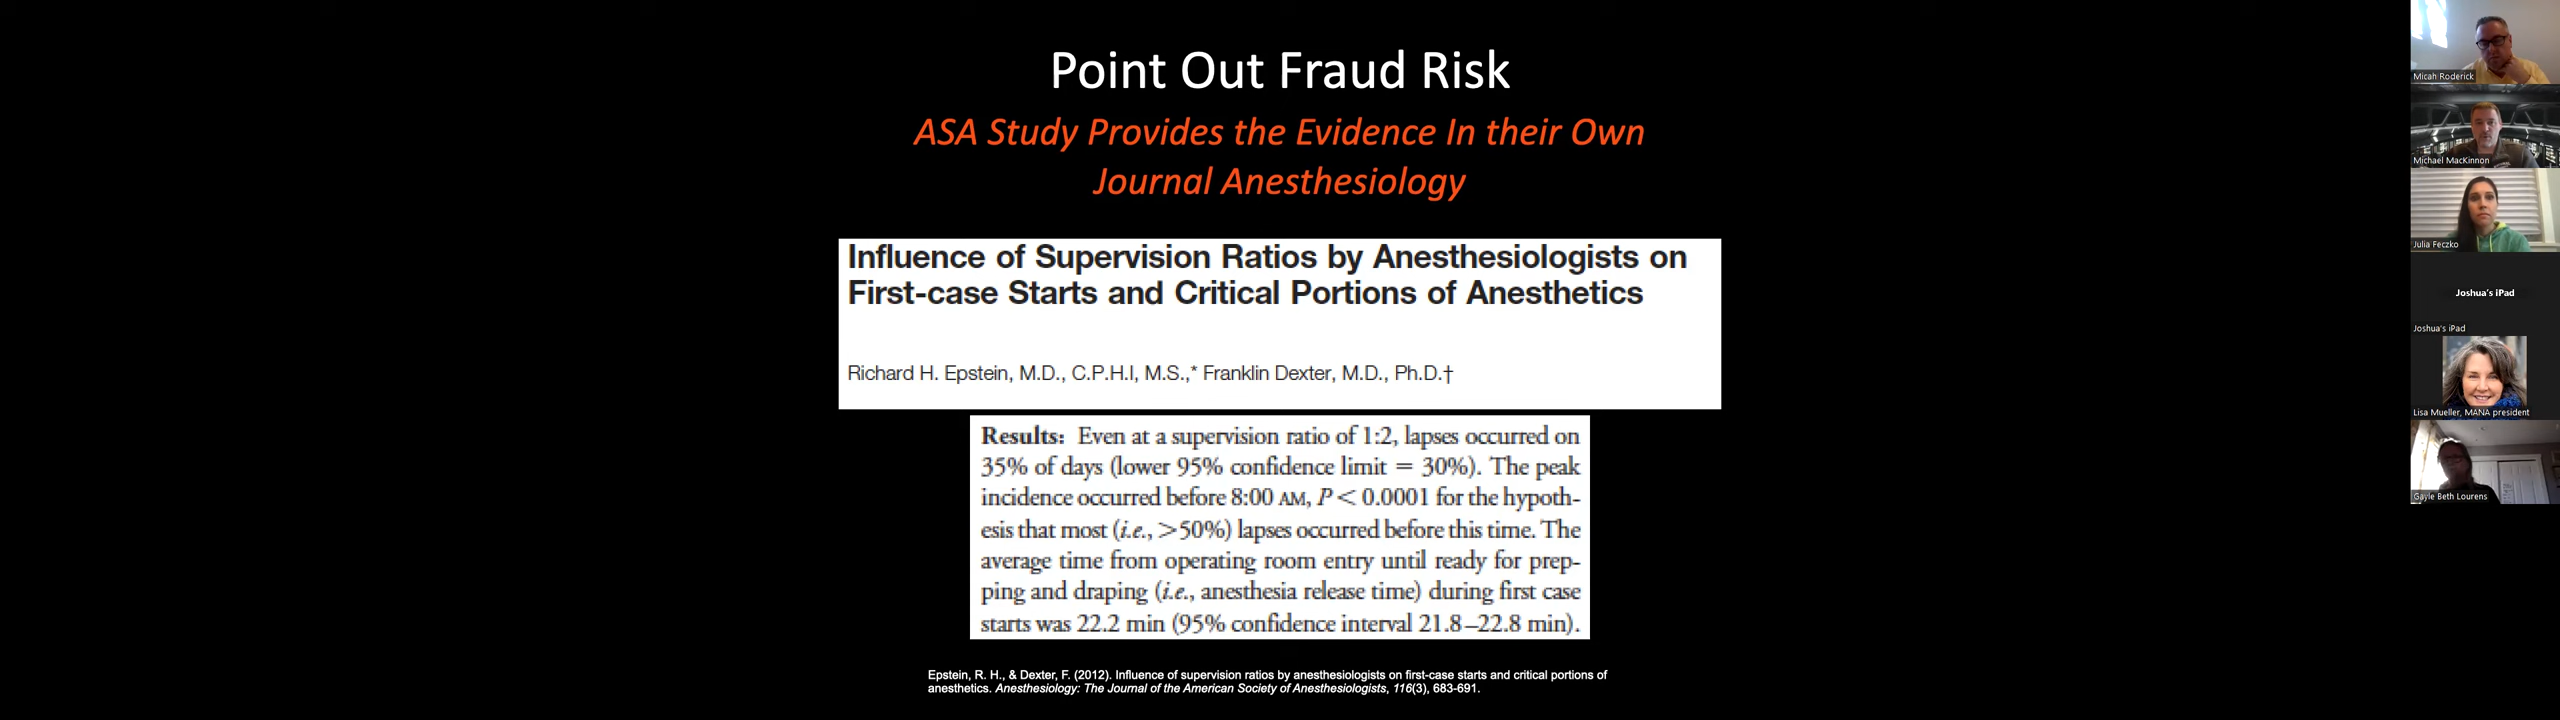 Point Out Fraud Risk
ASA Study Provides the Evidence In their Own
Journal Anesthesiology
Influence of Supervision Ratios by Anesthesiologists on
First-case Starts and Critical Portions of Anesthetics
Richard H. Epstein, M.D., C.P.H.I, M.S.,* Franklin Dexter, M.D., Ph.D.†
Results: Even at a supervision ratio of 1:2, lapses occurred on
35% of days (lower 95% confidence limit = 30%). The peak
incidence occurred before 8:00 AM, P < 0.0001 for the hypoth-
esis that most (i.e., >50%) lapses occurred before this time. The
average time from operating room entry until ready for prep-
ping and draping (i.e., anesthesia release time) during first case
starts was 22.2 min (95% confidence interval 21.8–22.8 min).
Epstein, R. H., & Dexter, F. (2012). Influence of supervision ratios by anesthesiologists on first-case starts and critical portions of
anesthetics. Anesthesiology: The Journal of the American Society of Anesthesiologists, 116(3), 683-691.
Micah Roderick
Michael MacKinnon
Julia Feczko
Joshua's iPad
Joshua's iPad
Lisa Mueller, MANA president
Gayle Beth Lourens